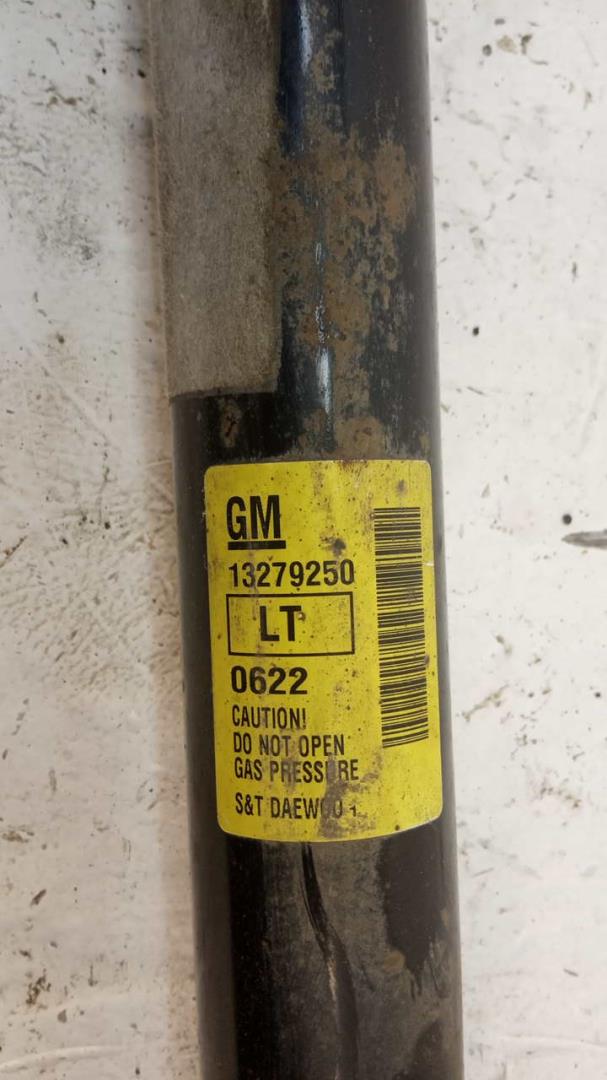 GM
13279250
LT
0622
CAUTION!
DO NOT OPEN
GAS PRESSURE
S&T DAEWOO